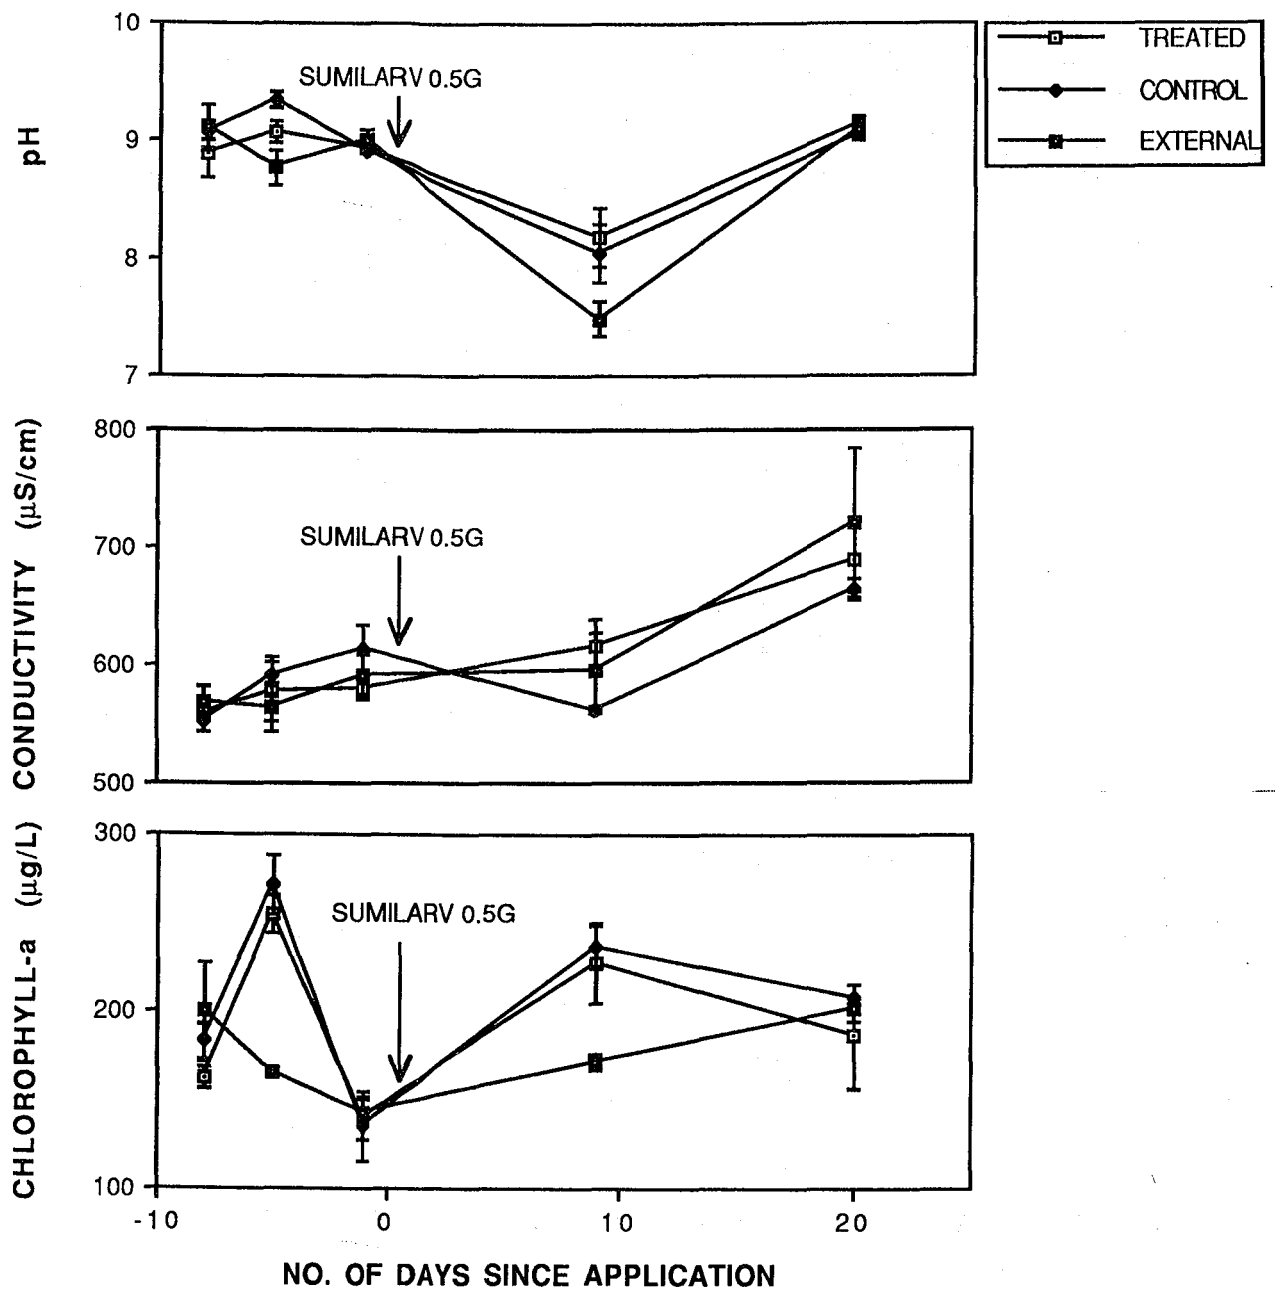 10
9
8
7
pH
SUMILARV 0.5G
TREATED
CONTROL
EXTERNAL
800
700
600
500
CONDUCTIVITY (µS/cm)
SUMILARV 0.5G
300
200
100
CHLOROPHYLL-a (µg/L)
SUMILARV 0.5G
-10
0
10
20
NO. OF DAYS SINCE APPLICATION